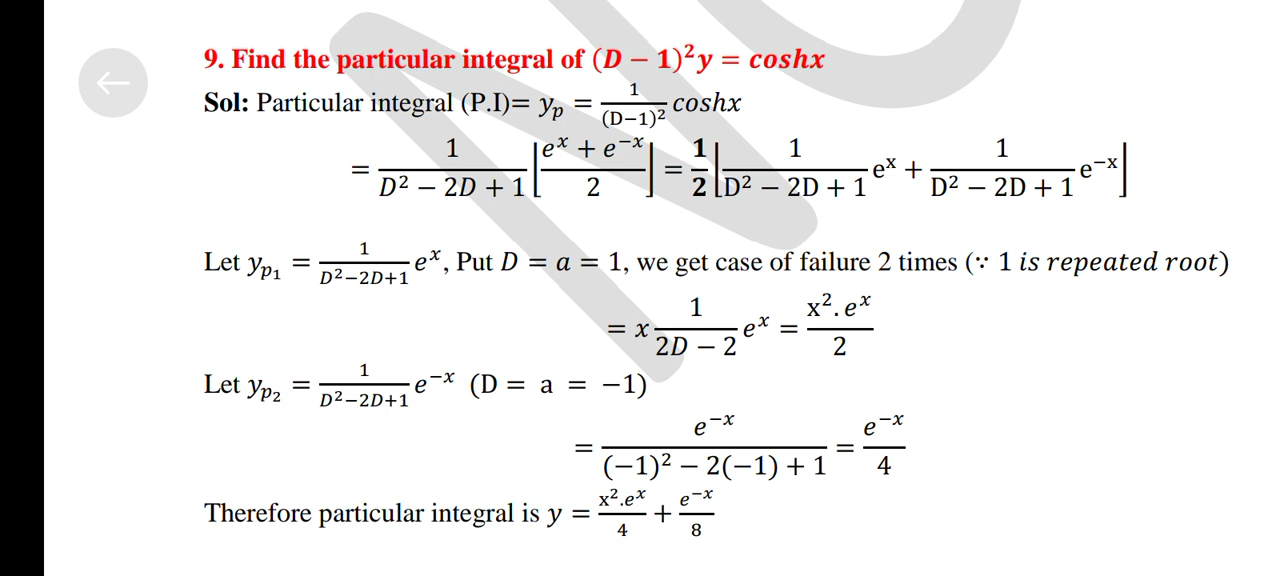 9. Find the particular integral of (D − 1)²y = coshx
Sol: Particular integral (P.I)= yₚ = 1/(D−1)² coshx
= 1/(D² − 2D + 1) [(eˣ + e⁻ˣ)/2] = 1/2 [1/(D² − 2D + 1) eˣ + 1/(D² − 2D + 1) e⁻ˣ]
Let yₚ₁ = 1/(D²−2D+1) eˣ, Put D = a = 1, we get case of failure 2 times (∵ 1 is repeated root)
= x 1/(2D − 2) eˣ = x².eˣ/2
Let yₚ₂ = 1/(D²−2D+1) e⁻ˣ (D = a = −1)
= e⁻ˣ/((−1)² − 2(−1) + 1) = e⁻ˣ/4
Therefore particular integral is y = x².eˣ/4 + e⁻ˣ/8